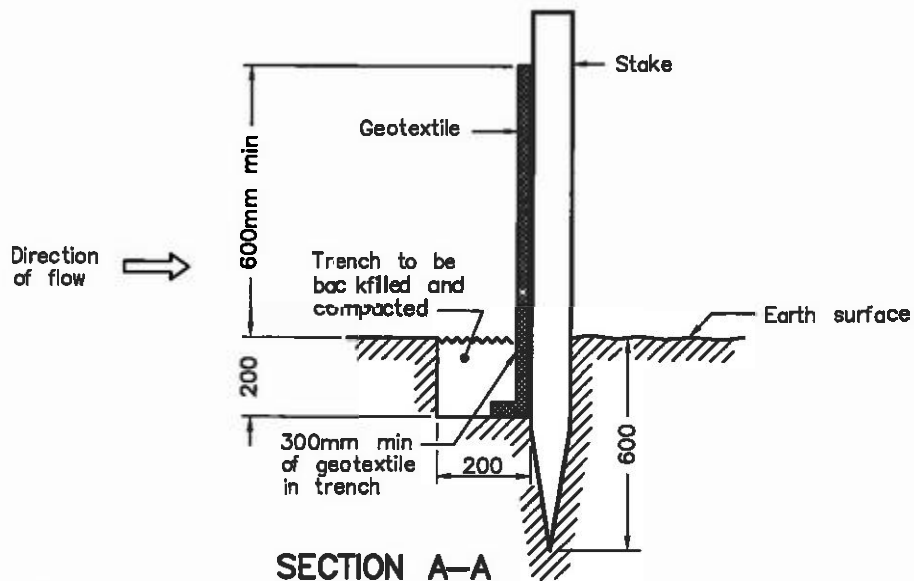 Stake
Geotextile
600mm min
Direction
of flow
Trench to be
bac kfilled and
compacted
Earth surface
200
300mm min
of geotextile
in trench
200
600
SECTION A-A